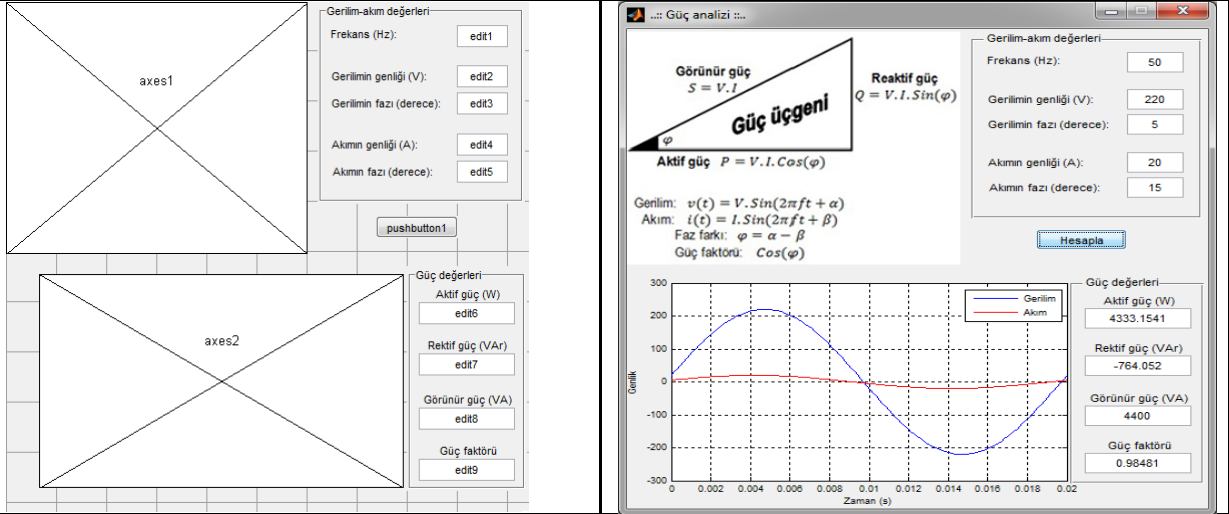 axes1
Gerilim-akım değerleri
Frekans (Hz): edit1
Gerilimin genliği (V): edit2
Gerilimin fazı (derece): edit3
Akımın genliği (A): edit4
Akımın fazı (derece): edit5
pushbutton1
axes2
Güç değerleri
Aktif güç (W)
edit6
Rektif güç (VAr)
edit7
Görünür güç (VA)
edit8
Güç faktörü
edit9
..:: Güç analizi ::..
Görünür güç
S = V.I
Reaktif güç
Q = V.I.Sin(φ)
Güç üçgeni
φ
Aktif güç P = V.I.Cos(φ)
Gerilim: v(t) = V.Sin(2πft + α)
Akım: i(t) = I.Sin(2πft + β)
Faz farkı: φ = α − β
Güç faktörü: Cos(φ)
Gerilim-akım değerleri
Frekans (Hz): 50
Gerilimin genliği (V): 220
Gerilimin fazı (derece): 5
Akımın genliği (A): 20
Akımın fazı (derece): 15
Hesapla
300
200
100
0
-100
-200
-300
Genlik
Gerilim
Akım
0 0.002 0.004 0.006 0.008 0.01 0.012 0.014 0.016 0.018 0.02
Zaman (s)
Güç değerleri
Aktif güç (W)
4333.1541
Rektif güç (VAr)
-764.052
Görünür güç (VA)
4400
Güç faktörü
0.98481